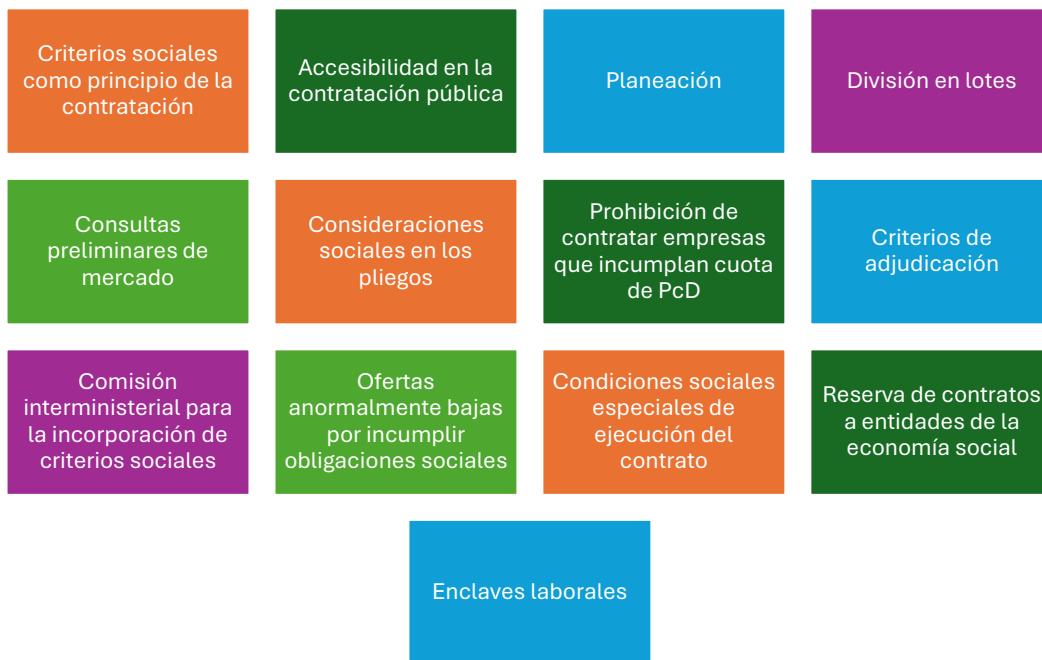 Criterios sociales
como principio de la
contratación
Accesibilidad en la
contratación pública
Planeación
División en lotes
Consultas
preliminares de
mercado
Consideraciones
sociales en los
pliegos
Prohibición de
contratar empresas
que incumplan cuota
de PcD
Criterios de
adjudicación
Comisión
interministerial para
la incorporación de
criterios sociales
Ofertas
anormalmente bajas
por incumplir
obligaciones sociales
Condiciones sociales
especiales de
ejecución del
contrato
Reserva de contratos
a entidades de la
economía social
Enclaves laborales